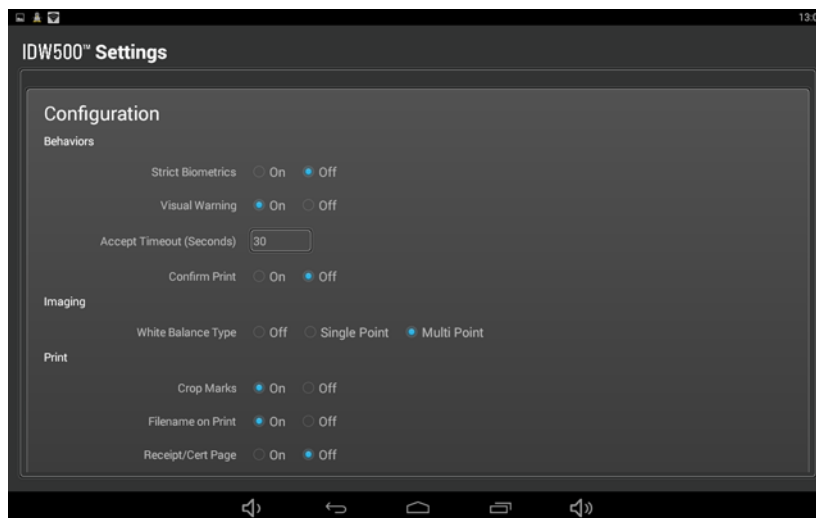 13:0
IDW500™ Settings
Configuration
Behaviors
Strict Biometrics On Off
Visual Warning On Off
Accept Timeout (Seconds) 30
Confirm Print On Off
Imaging
White Balance Type Off Single Point Multi Point
Print
Crop Marks On Off
Filename on Print On Off
Receipt/Cert Page On Off